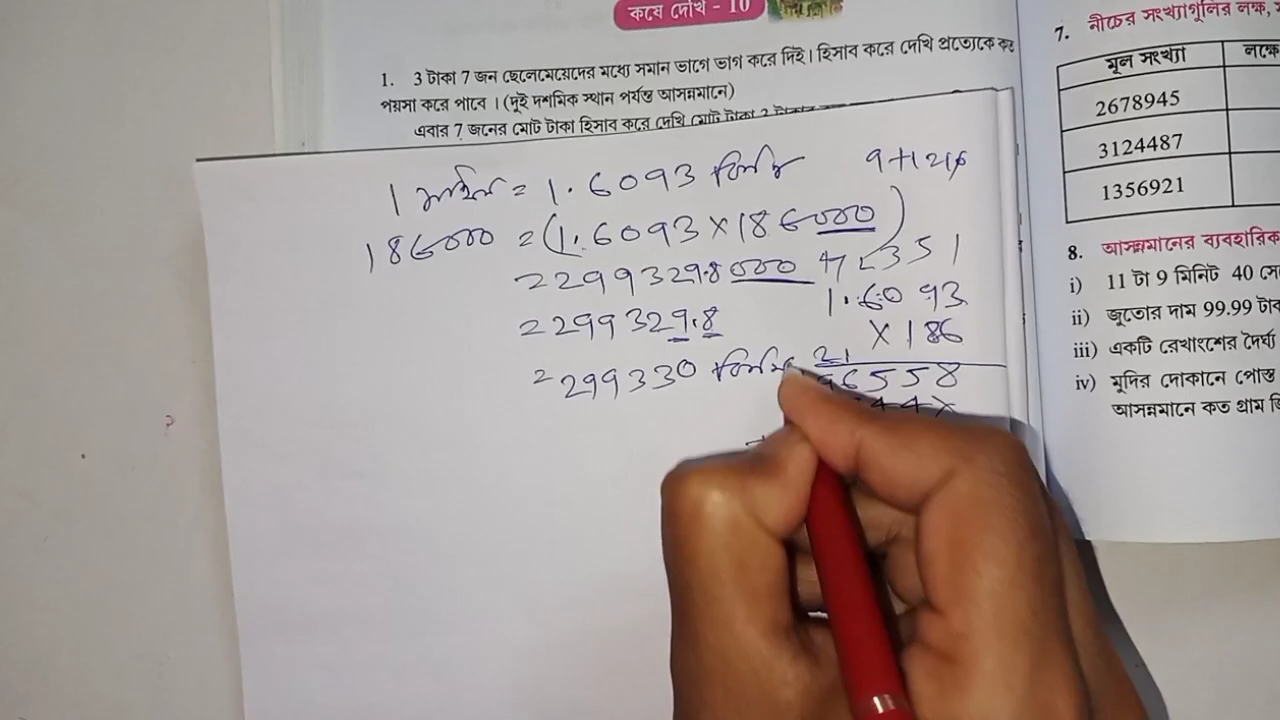 কষে দেখি - 10
1. 3 টাকা 7 জন ছেলেমেয়েদের মধ্যে সমান ভাগে ভাগ করে দিই। হিসাব করে দেখি প্রত্যেকে কত
পয়সা করে পাবে। (দুই দশমিক স্থান পর্যন্ত আসন্নমানে)
এবার 7 জনের মোট টাকা হিসাব করে দেখি মোট টাকা 3
1 মাইল = 1.6093 কিমি
186000 = (1.6093 × 186000)
= 299329.8000
= 299329.8
= 299330 কিমি
1.6093
× 186
96558
7. নীচের সংখ্যাগুলির লক্ষ,
মূল সংখ্যা
2678945
3124487
1356921
8. আসন্নমানের ব্যবহারিক
i) 11 টা 9 মিনিট 40 সে
ii) জুতোর দাম 99.99 টাক
iii) একটি রেখাংশের দৈর্ঘ্য
iv) মুদির দোকানে পোস্ত
আসন্নমানে কত গ্রাম